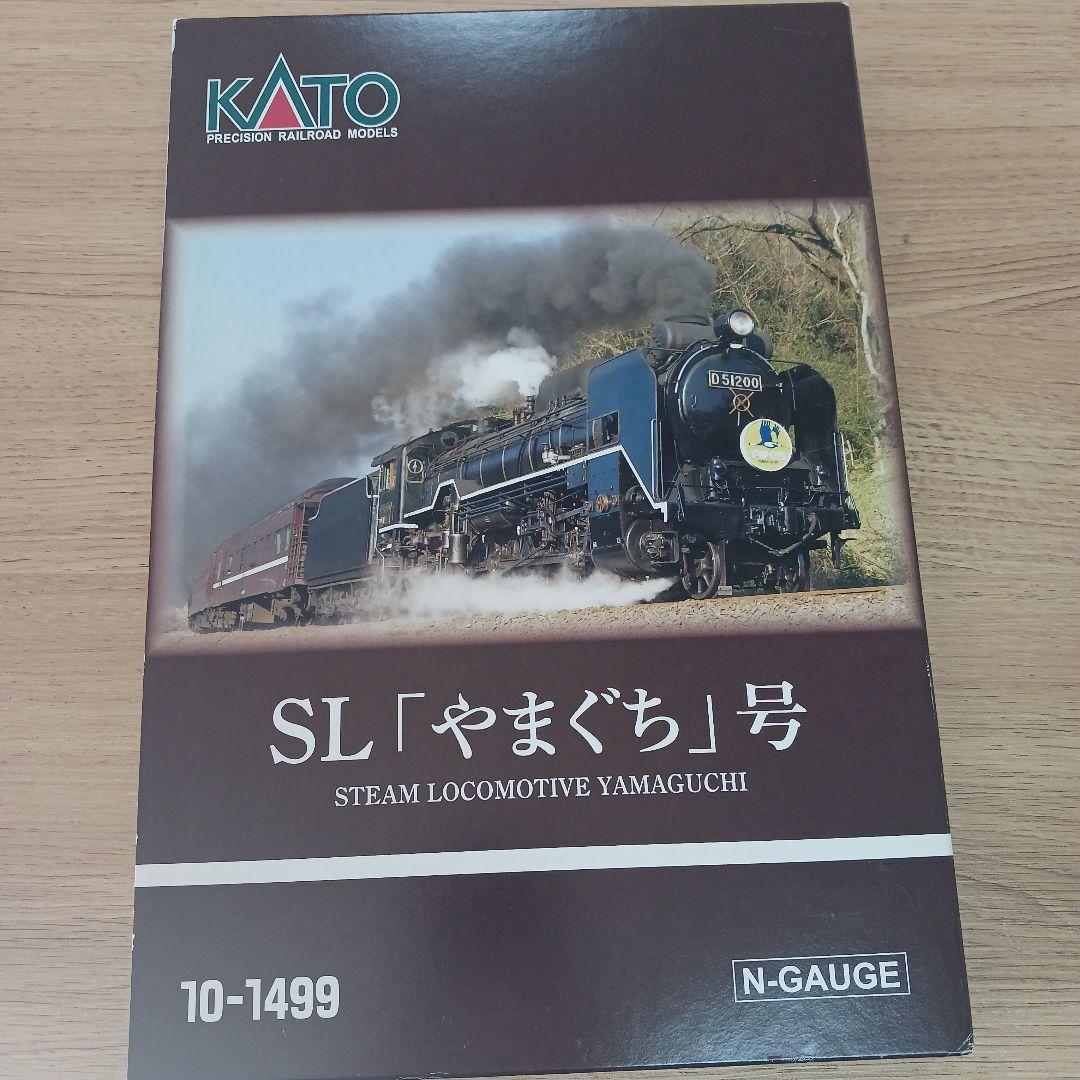 KATO
PRECISION RAILROAD MODELS
D51200
SL「やまぐち」号
STEAM LOCOMOTIVE YAMAGUCHI
10-1499
N-GAUGE